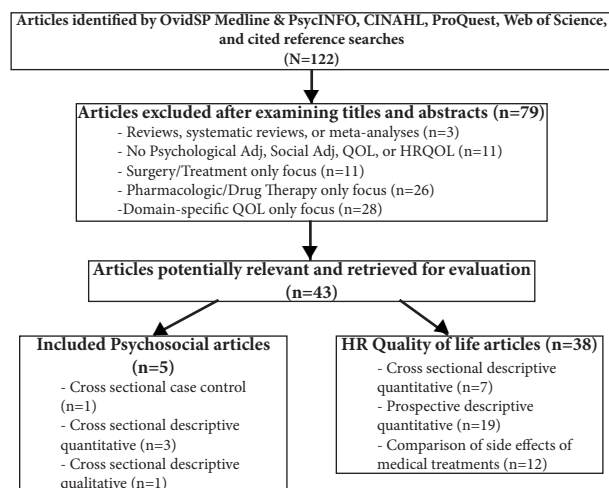 Articles identified by OvidSP Medline & PsycINFO, CINAHL, ProQuest, Web of Science,
and cited reference searches
(N=122)
Articles excluded after examining titles and abstracts (n=79)
- Reviews, systematic reviews, or meta-analyses (n=3)
- No Psychological Adj, Social Adj, QOL, or HRQOL (n=11)
- Surgery/Treatment only focus (n=11)
- Pharmacologic/Drug Therapy only focus (n=26)
-Domain-specific QOL only focus (n=28)
Articles potentially relevant and retrieved for evaluation
(n=43)
Included Psychosocial articles
(n=5)
- Cross sectional case control
(n=1)
- Cross sectional descriptive
quantitative (n=3)
- Cross sectional descriptive
qualitative (n=1)
HR Quality of life articles (n=38)
- Cross sectional descriptive
quantitative (n=7)
- Prospective descriptive
quantitative (n=19)
- Comparison of side effects of
medical treatments (n=12)